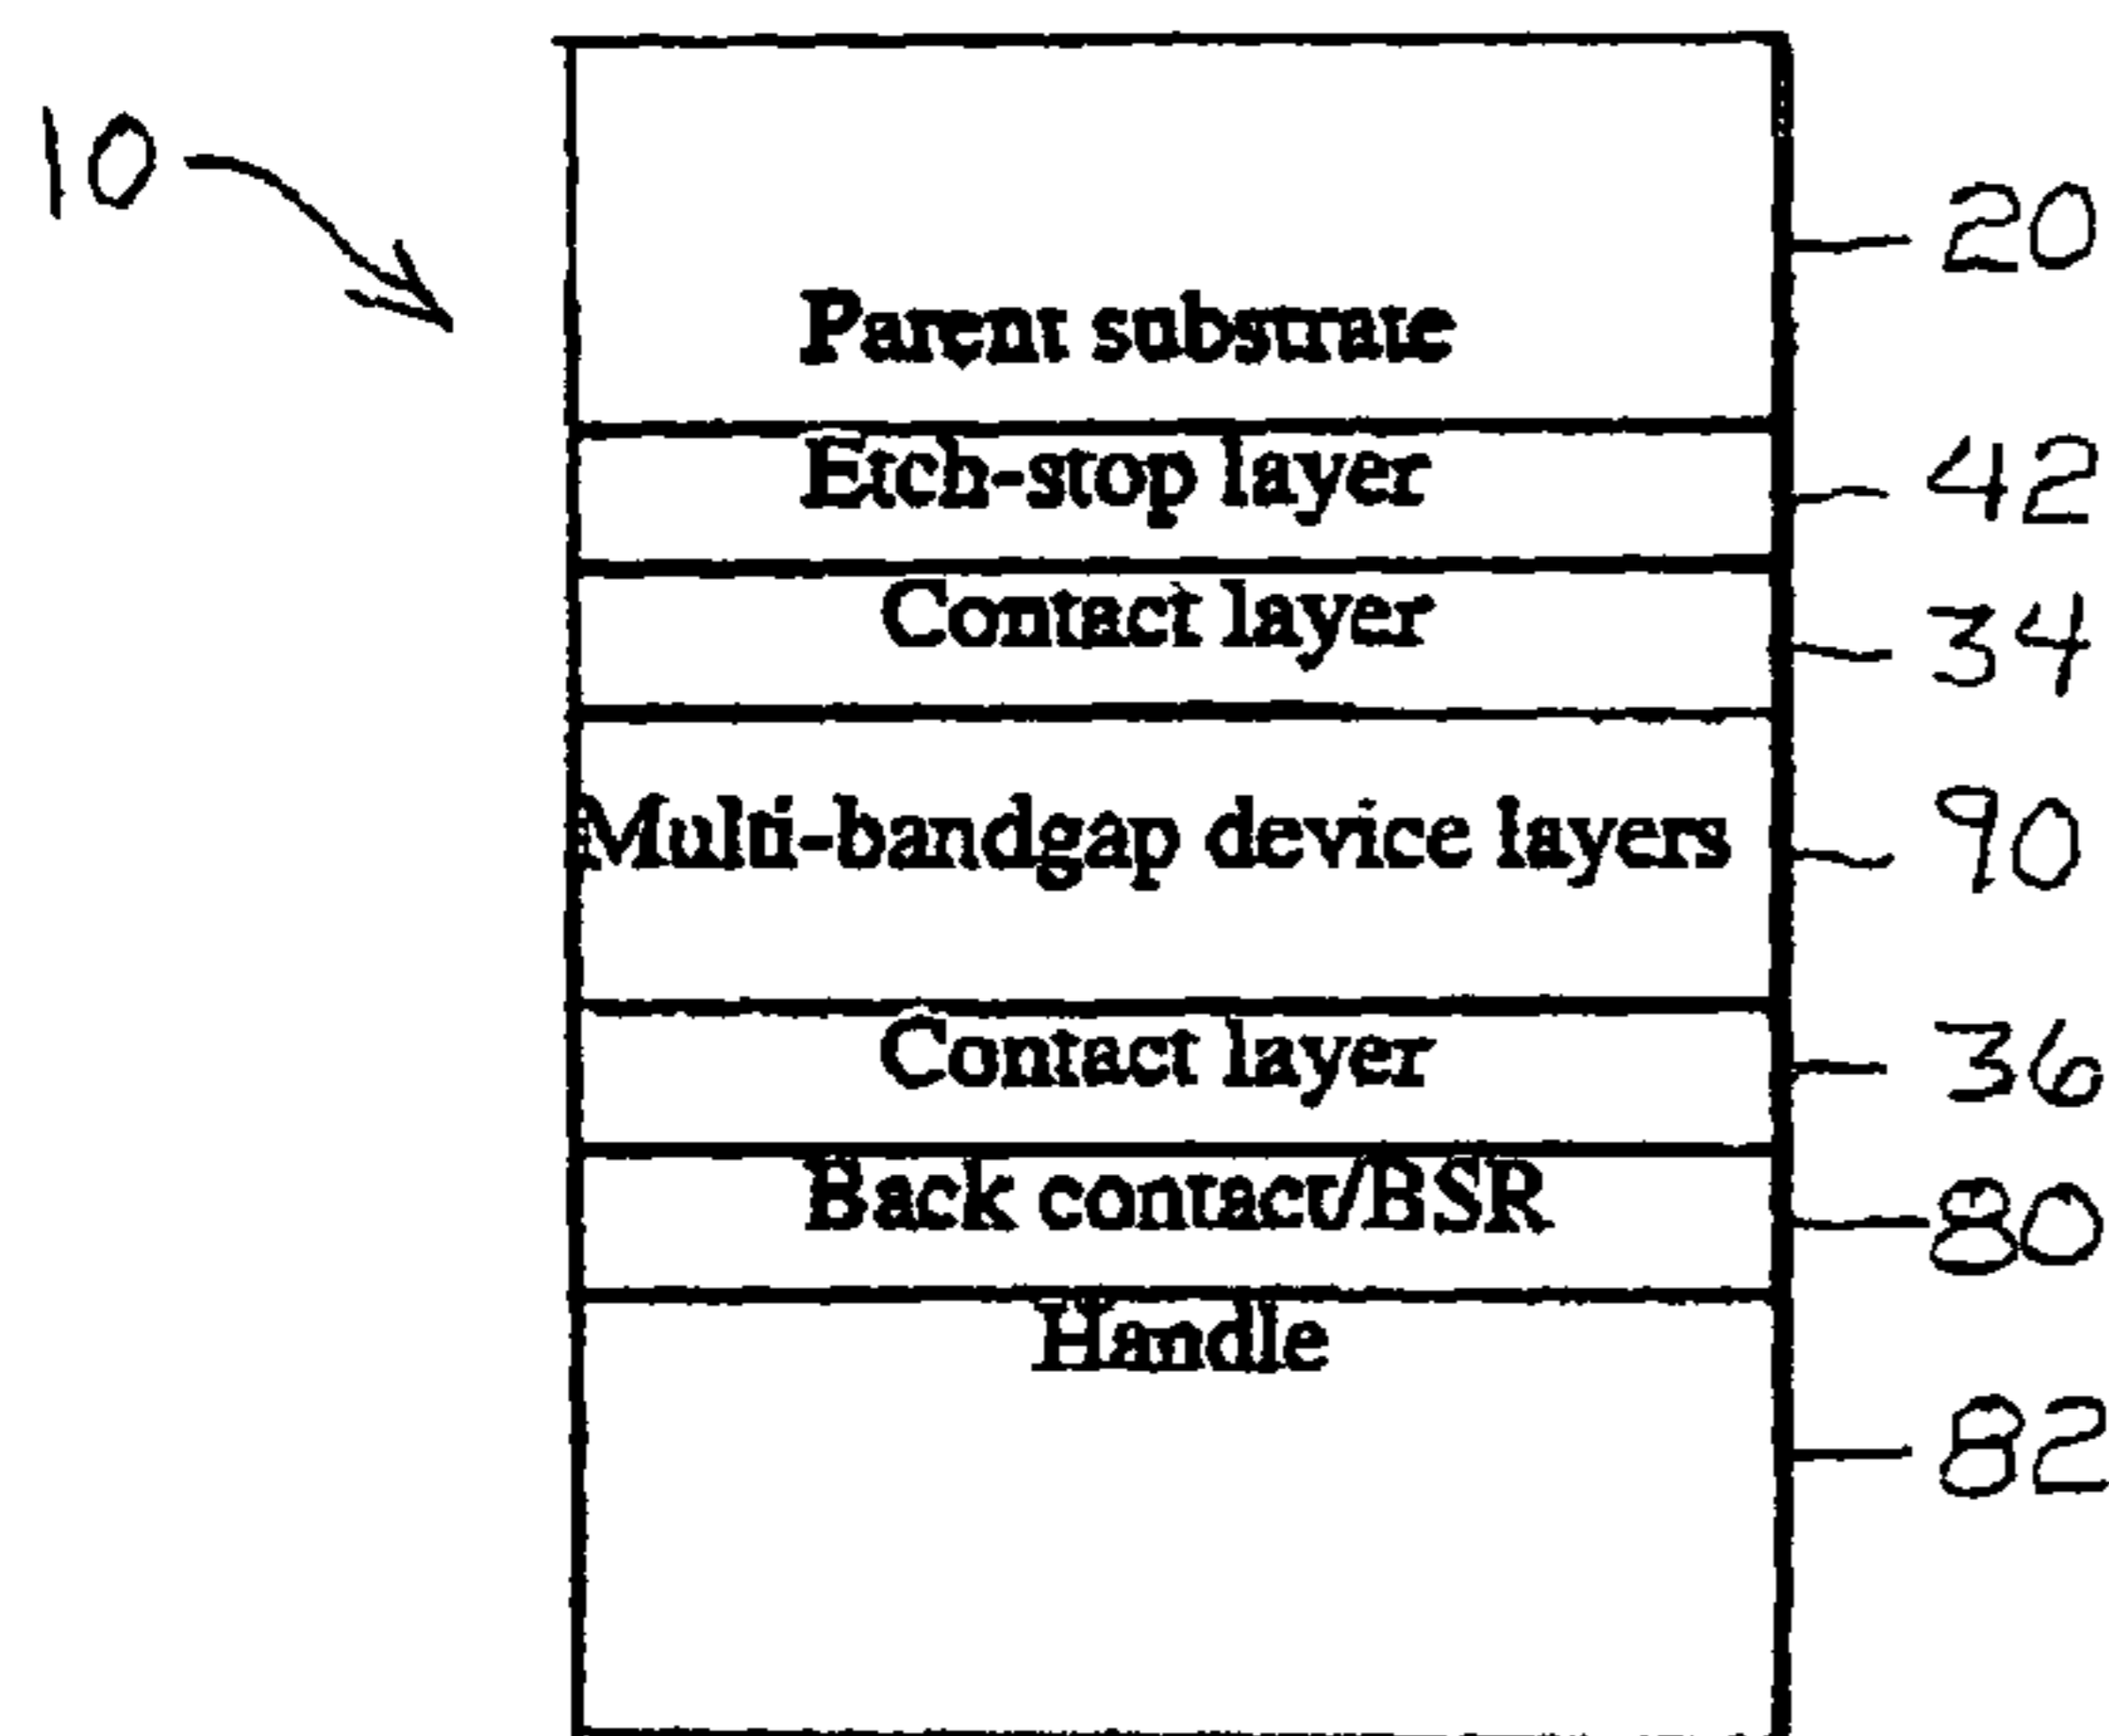 10
20
Parent substrate
Etch-stop layer
42
Contact layer
34
Multi-bandgap device layers
90
Contact layer
36
Back contact/BSR
80
Handle
82